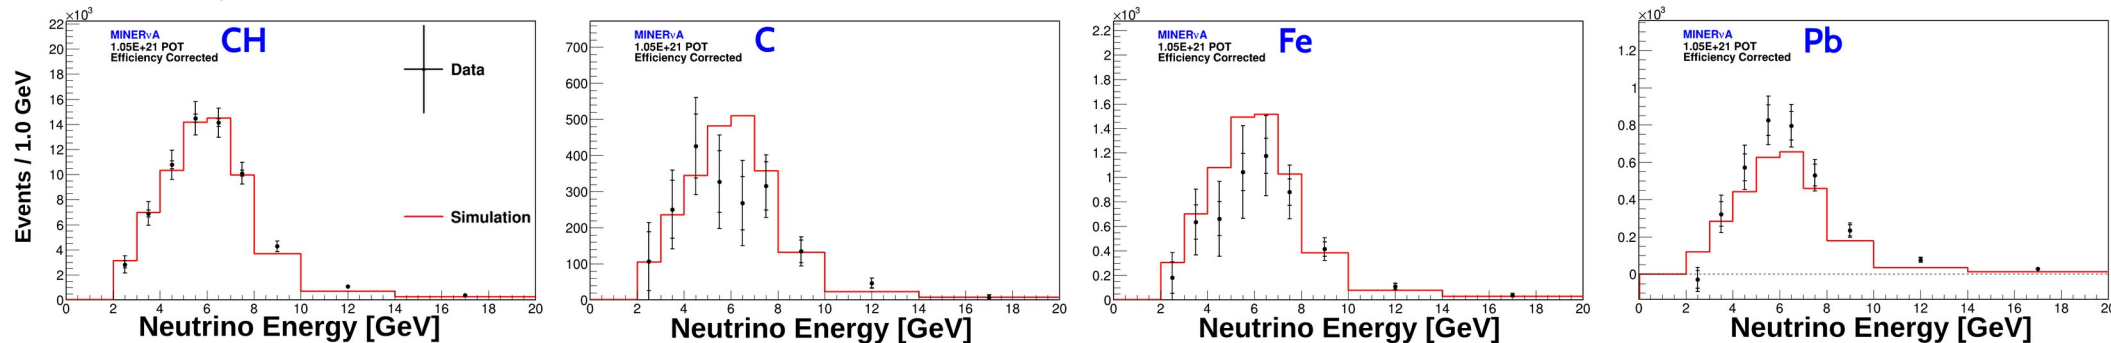 ×10³
22
20
18
16
14
12
10
8
6
4
2
0
Events / 1.0 GeV
MINERνA
1.05E+21 POT
Efficiency Corrected
CH
Data
Simulation
0 2 4 6 8 10 12 14 16 18 20
Neutrino Energy [GeV]
700
600
500
400
300
200
100
0
MINERνA
1.05E+21 POT
Efficiency Corrected
C
0 2 4 6 8 10 12 14 16 18 20
Neutrino Energy [GeV]
×10³
2.2
2
1.8
1.6
1.4
1.2
1
0.8
0.6
0.4
0.2
0
MINERνA
1.05E+21 POT
Efficiency Corrected
Fe
0 2 4 6 8 10 12 14 16 18 20
Neutrino Energy [GeV]
×10³
1.2
1
0.8
0.6
0.4
0.2
0
MINERνA
1.05E+21 POT
Efficiency Corrected
Pb
0 2 4 6 8 10 12 14 16 18 20
Neutrino Energy [GeV]